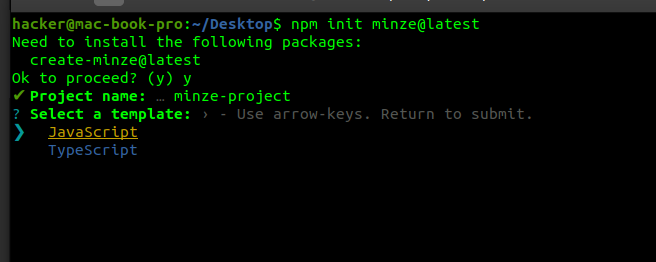 hacker@mac-book-pro:~/Desktop$ npm init minze@latest
Need to install the following packages:
  create-minze@latest
Ok to proceed? (y) y
✔ Project name: … minze-project
? Select a template: › - Use arrow-keys. Return to submit.
❯   JavaScript
    TypeScript